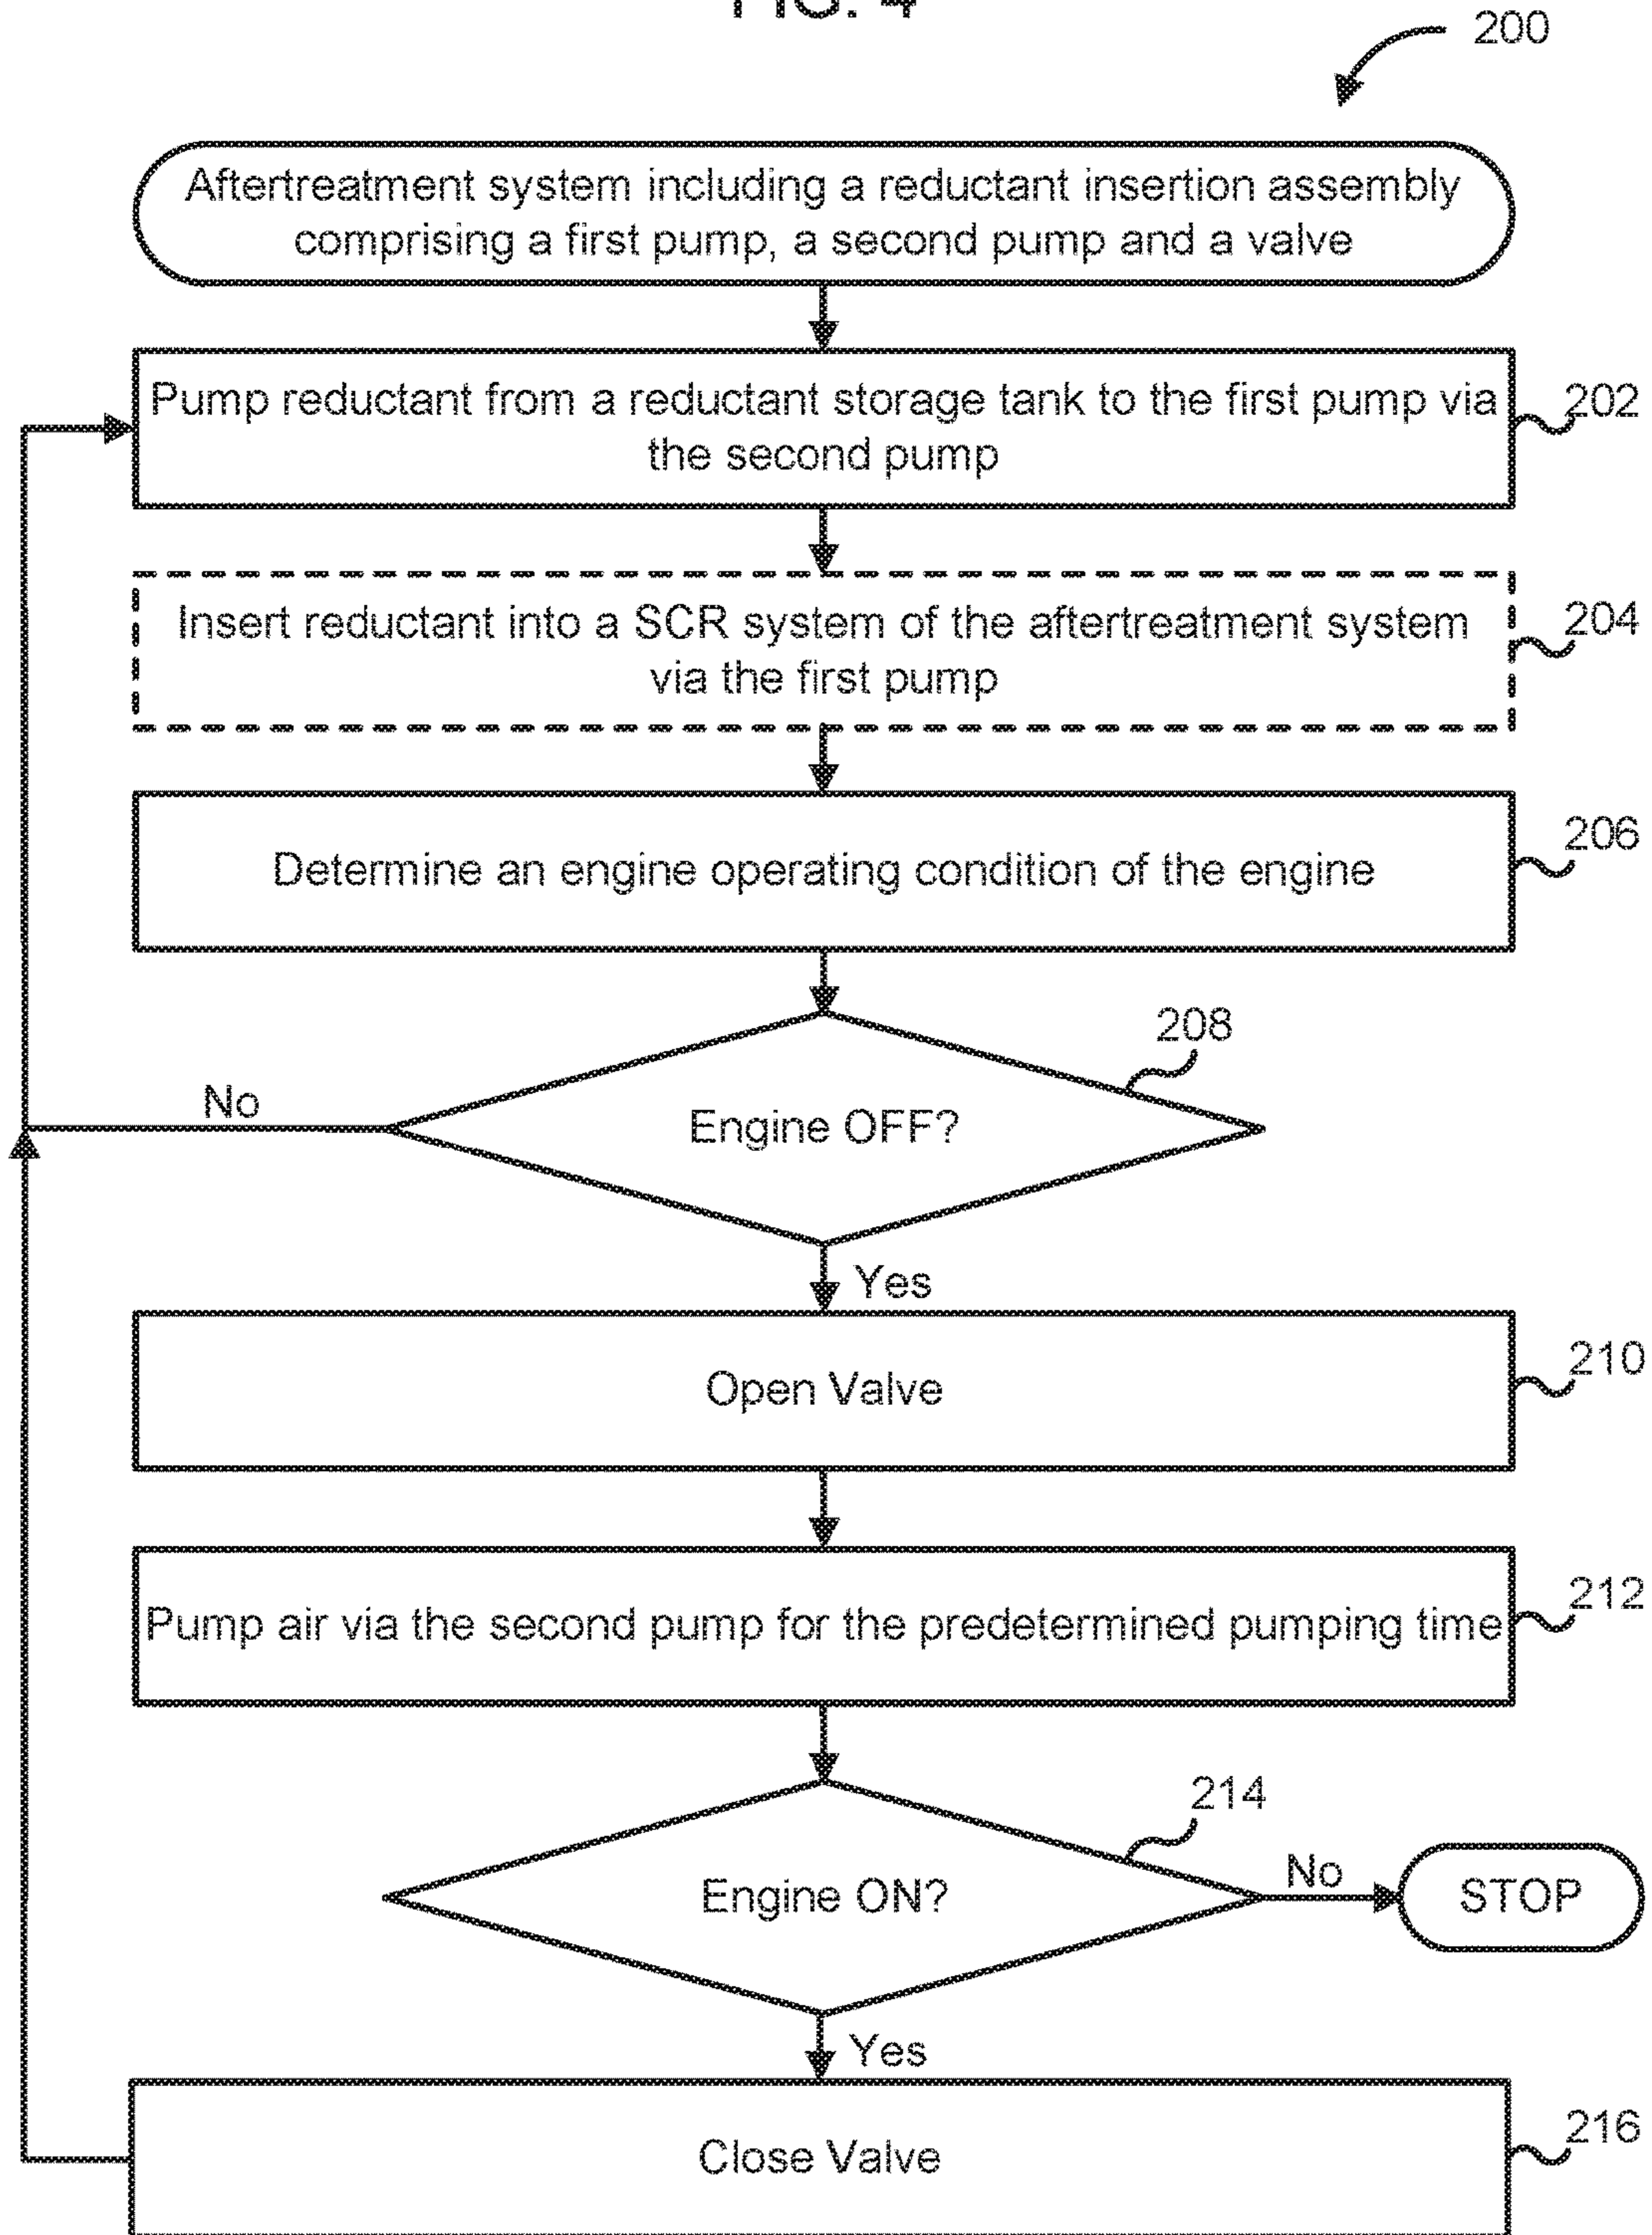 FIG. 4
200
Aftertreatment system including a reductant insertion assembly
comprising a first pump, a second pump and a valve
Pump reductant from a reductant storage tank to the first pump via
the second pump
202
Insert reductant into a SCR system of the aftertreatment system
via the first pump
204
Determine an engine operating condition of the engine
206
208
Engine OFF?
No
Yes
Open Valve
210
Pump air via the second pump for the predetermined pumping time
212
214
Engine ON?
No
STOP
Yes
Close Valve
216